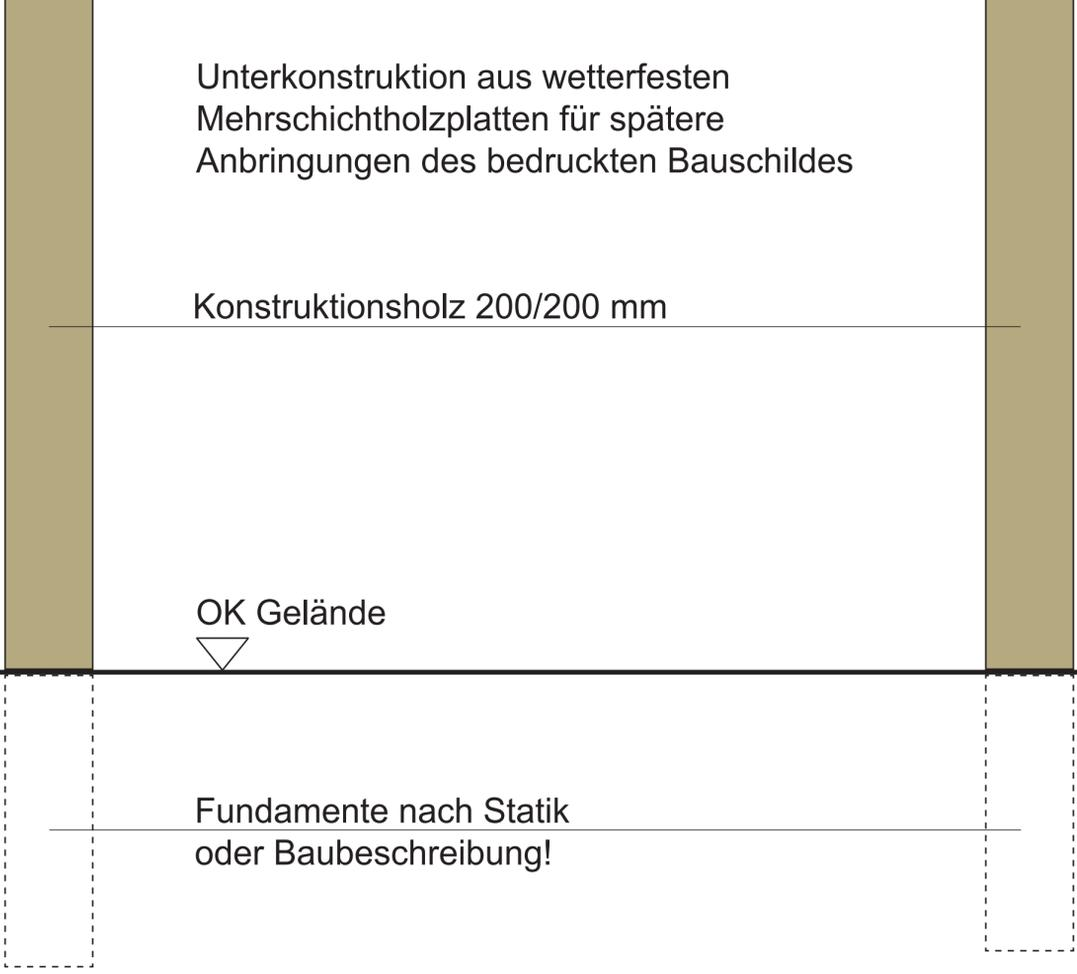 Unterkonstruktion aus wetterfesten
Mehrschichtholzplatten für spätere
Anbringungen des bedruckten Bauschildes
Konstruktionsholz 200/200 mm
OK Gelände
Fundamente nach Statik
oder Baubeschreibung!